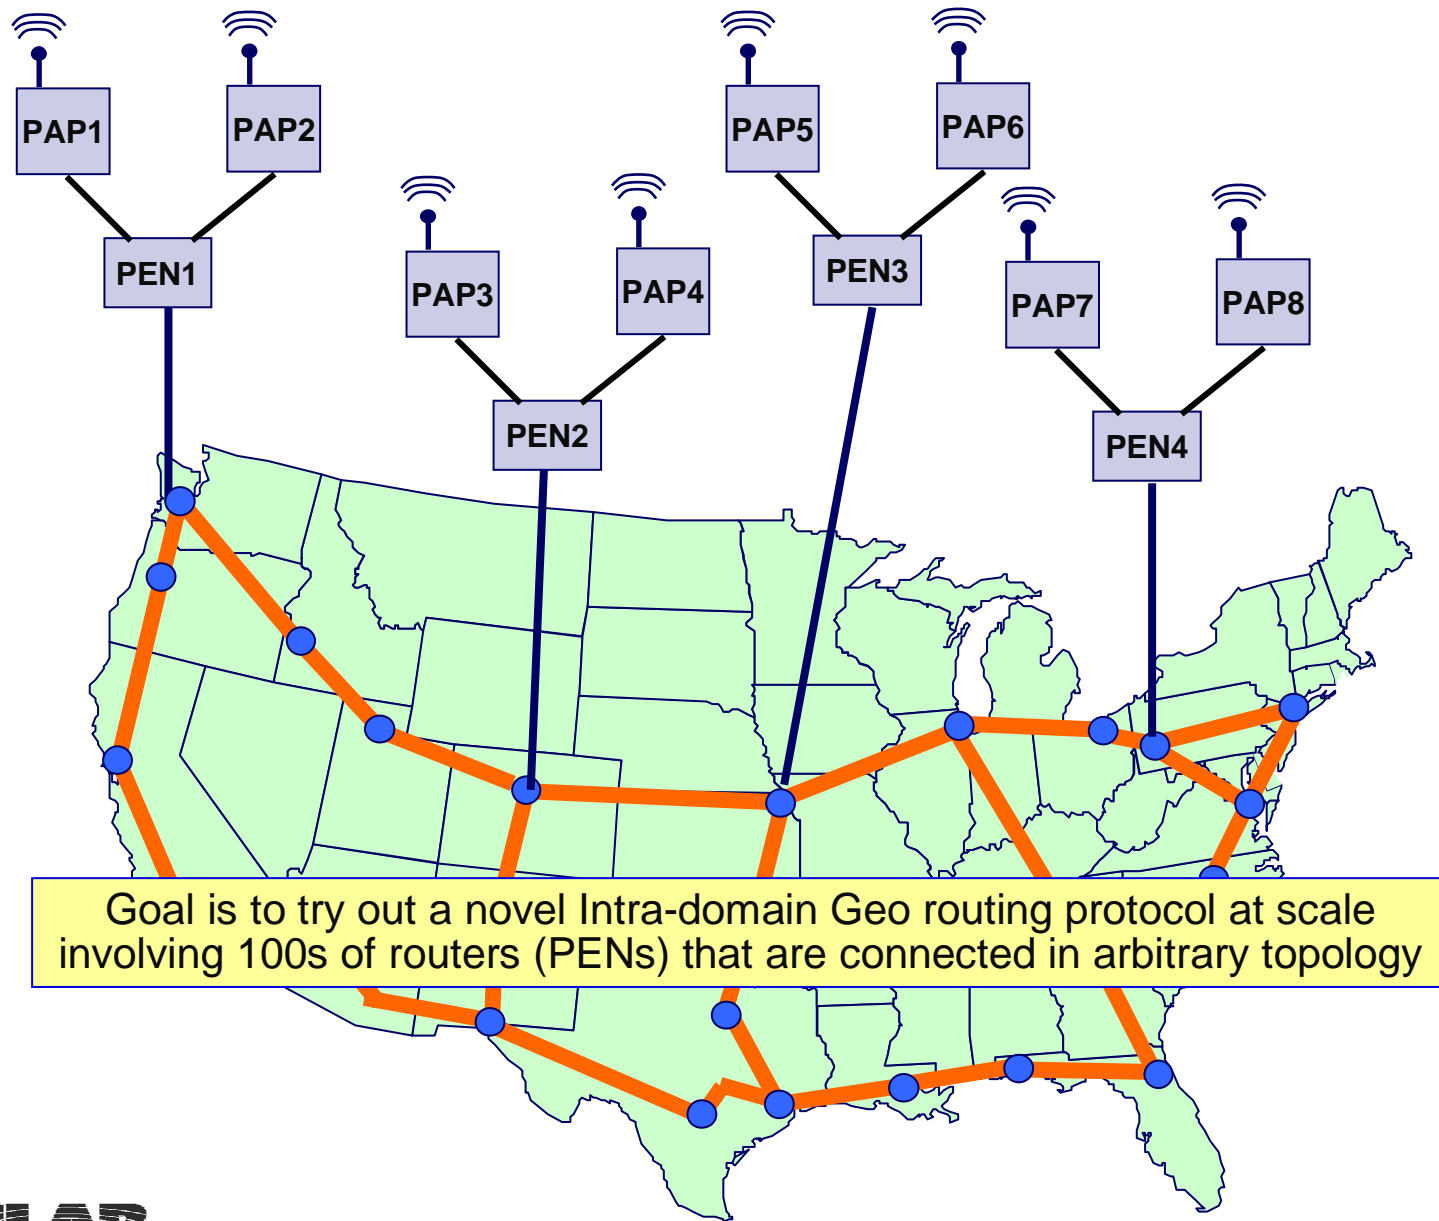 PAP1
PAP2
PAP5
PAP6
PEN1
PAP3
PAP4
PEN3
PAP7
PAP8
PEN2
PEN4
Goal is to try out a novel Intra-domain Geo routing protocol at scale
involving 100s of routers (PENs) that are connected in arbitrary topology